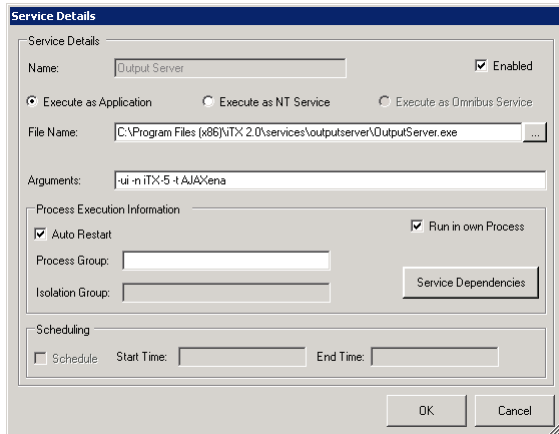 Service Details
Service Details
Name: Output Server Enabled
Execute as Application Execute as NT Service Execute as Omnibus Service
File Name: C:\Program Files (x86)\iTX 2.0\services\outputserver\OutputServer.exe ...
Arguments: -ui -n iTX-5 -t AJAXena
Process Execution Information
Auto Restart Run in own Process
Process Group:
Isolation Group: Service Dependencies
Scheduling
Schedule Start Time: End Time:
OK Cancel